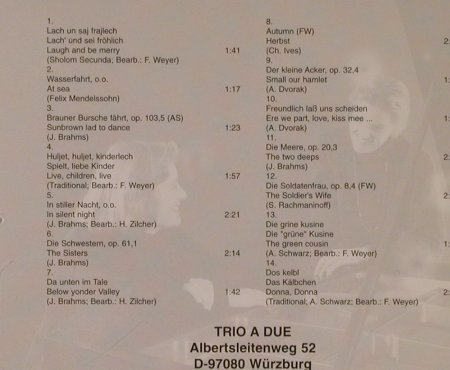 1.
Lach un saj frajlech
Lach' und sei fröhlich
Laugh and be merry
(Sholom Secunda; Bearb.: F. Weyer) 1:41
2.
Wasserfahrt, o.o.
At sea
(Felix Mendelssohn) 1:17
3.
Brauner Bursche fährt, op. 103,5 (AS)
Sunbrown lad to dance
(J. Brahms) 1:23
4.
Huljet, huljet, kinderlech
Spielt, liebe Kinder
Live, children, live
(Traditional; Bearb.: F. Weyer) 1:57
5.
In stiller Nacht, o.o.
In silent night
(J. Brahms; Bearb.: H. Zilcher) 2:21
6.
Die Schwestern, op. 61,1
The Sisters
(J. Brahms) 2:14
7.
Da unten im Tale
Below yonder Valley
(J. Brahms; Bearb.: H. Zilcher) 1:42
8.
Autumn (FW)
Herbst
(Ch. Ives)
9.
Der kleine Acker, op. 32,4
Small our hamlet
(A. Dvorak)
10.
Freundlich laß uns scheiden
Ere we part, love, kiss mee ...
(A. Dvorak)
11.
Die Meere, op. 20,3
The two deeps
(J. Brahms)
12.
Die Soldatenfrau, op. 8,4 (FW)
The Soldier's Wife
(S. Rachmaninoff)
13.
Die grine kusine
Die "grüne" Kusine
The green cousin
(A. Schwarz; Bearb.: F. Weyer)
14.
Dos kelbl
Das Kälbchen
Donna, Donna
(Traditional; A. Schwarz; Bearb.: F. Weyer)
TRIO A DUE
Albertsleitenweg 52
D-97080 Würzburg